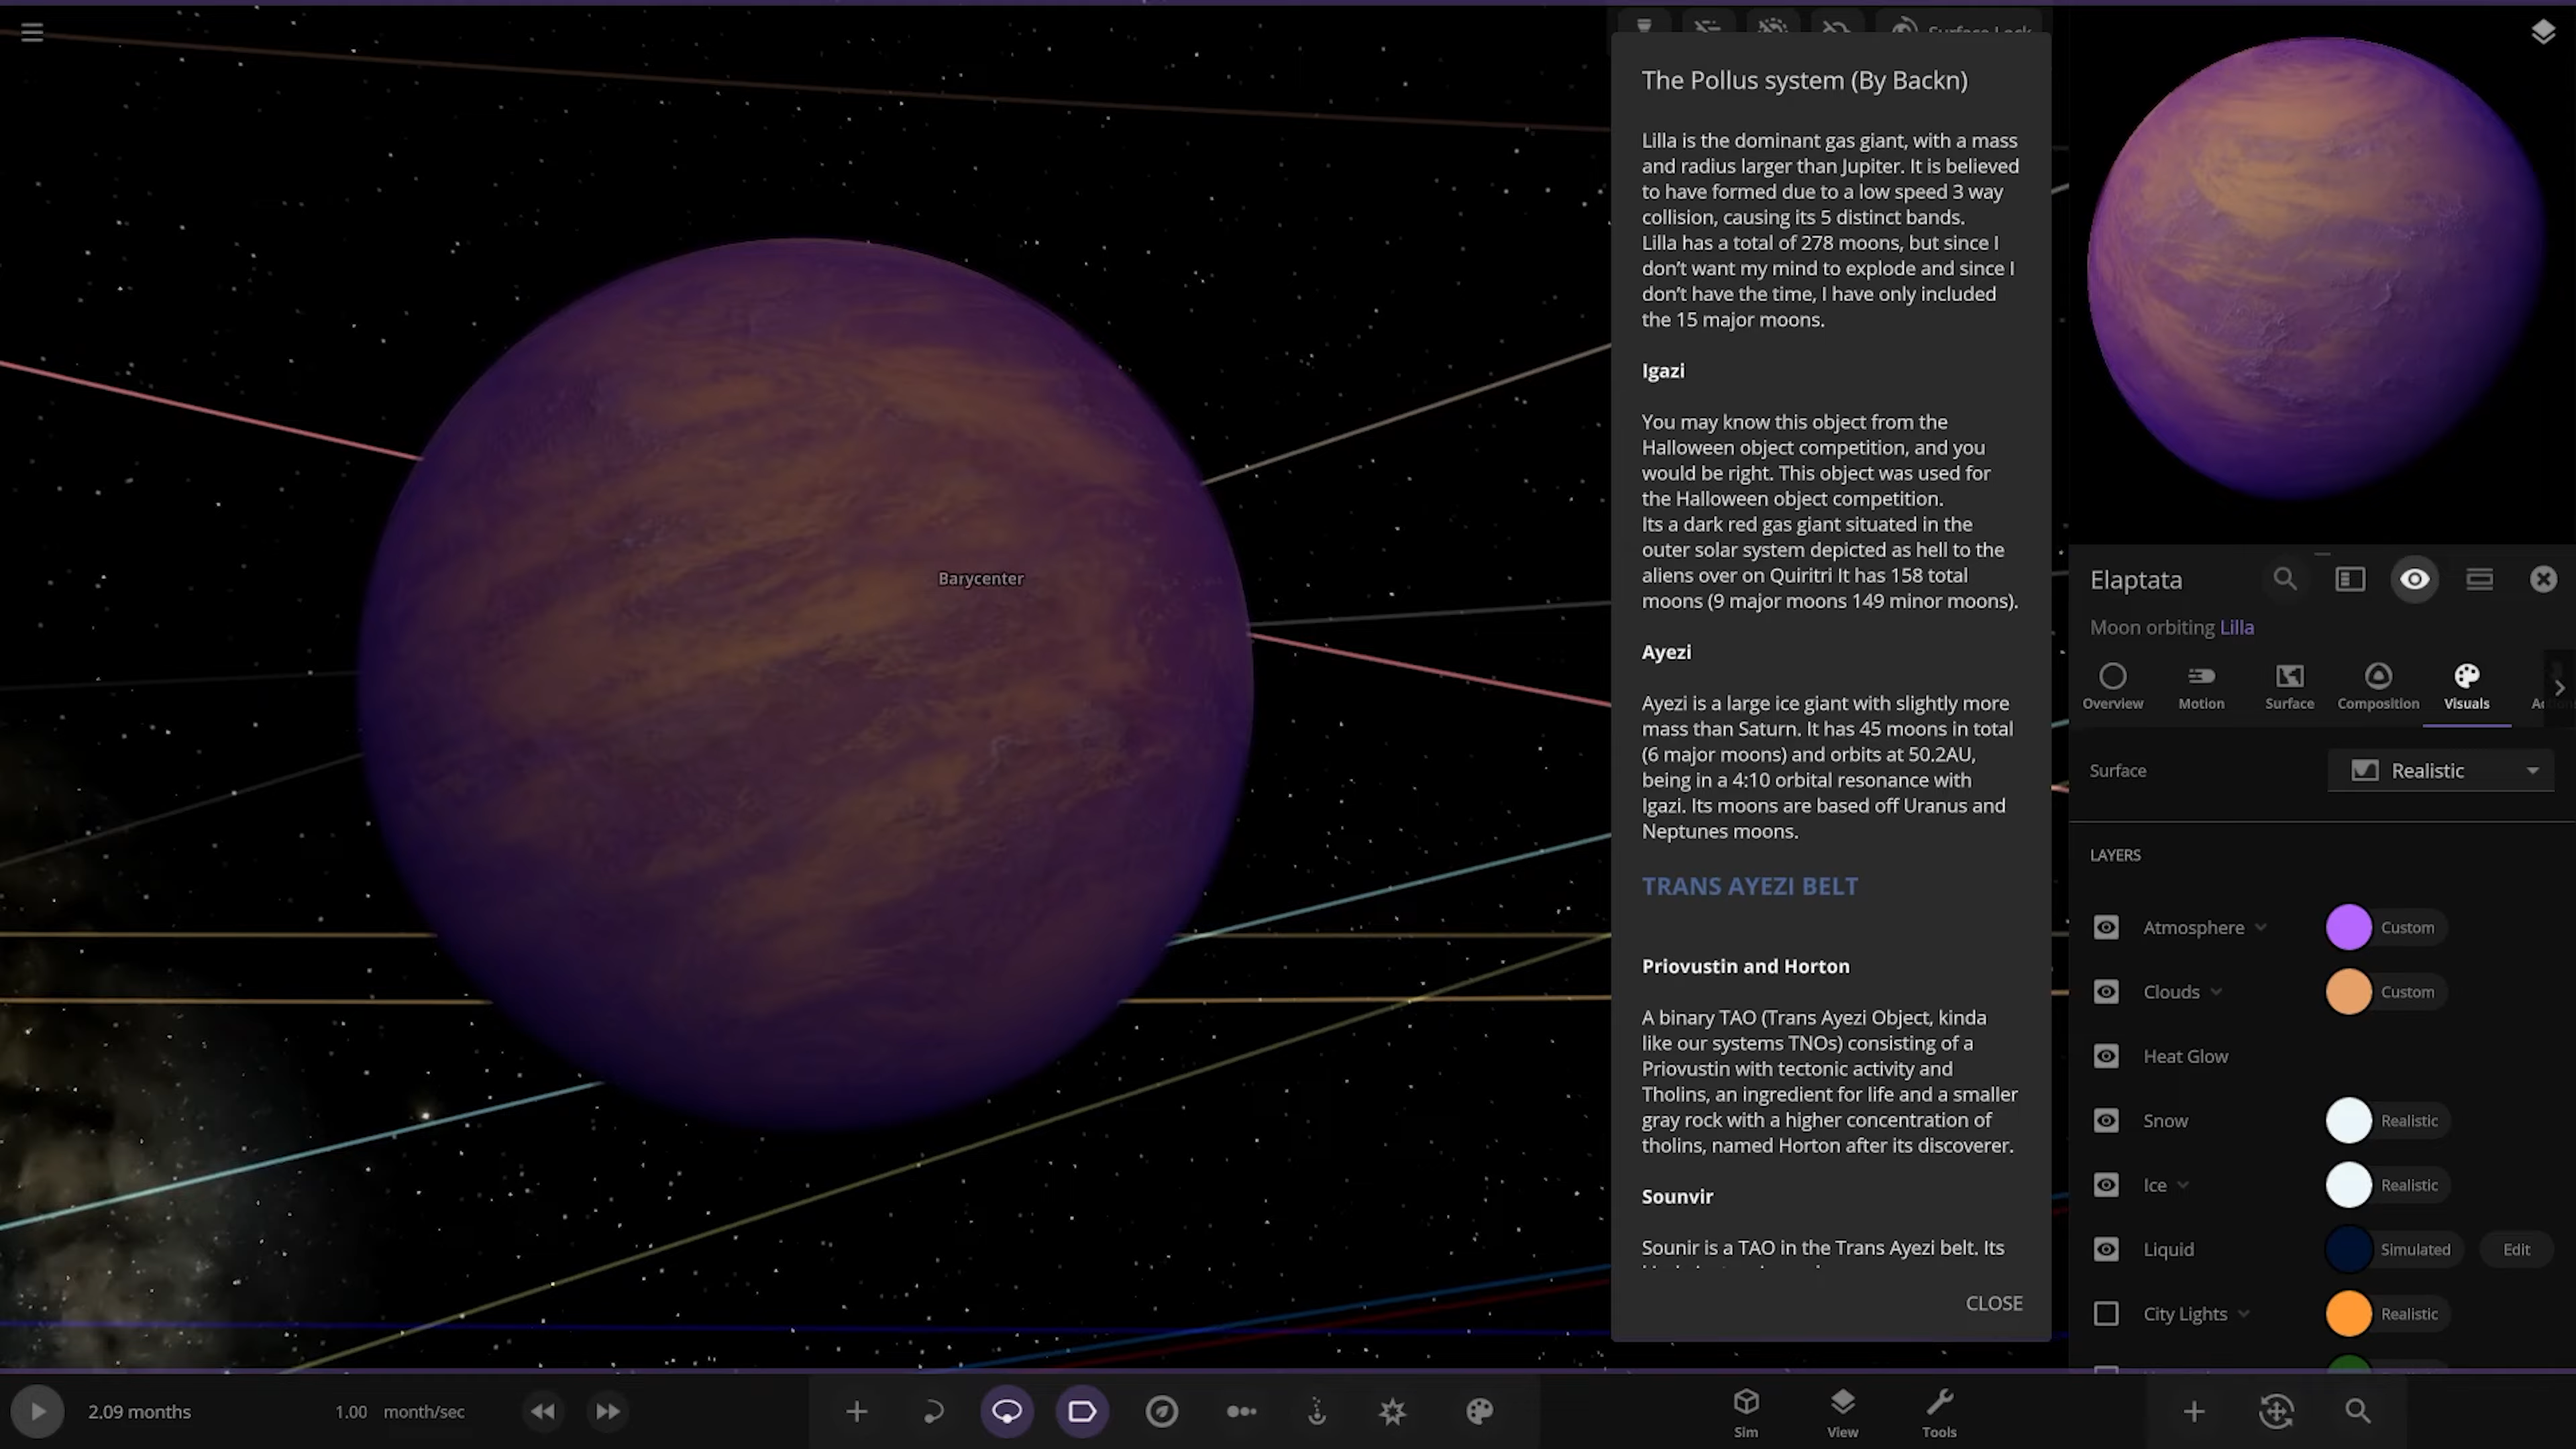 Surface Lock
The Pollus system (By Backn)
Lilla is the dominant gas giant, with a mass
and radius larger than Jupiter. It is believed
to have formed due to a low speed 3 way
collision, causing its 5 distinct bands.
Lilla has a total of 278 moons, but since I
don't want my mind to explode and since I
don't have the time, I have only included
the 15 major moons.
Igazi
You may know this object from the
Halloween object competition, and you
would be right. This object was used for
the Halloween object competition.
Its a dark red gas giant situated in the
outer solar system depicted as hell to the
aliens over on Quiritri It has 158 total
moons (9 major moons 149 minor moons).
Ayezi
Ayezi is a large ice giant with slightly more
mass than Saturn. It has 45 moons in total
(6 major moons) and orbits at 50.2AU,
being in a 4:10 orbital resonance with
Igazi. Its moons are based off Uranus and
Neptunes moons.
TRANS AYEZI BELT
Priovustin and Horton
A binary TAO (Trans Ayezi Object, kinda
like our systems TNOs) consisting of a
Priovustin with tectonic activity and
Tholins, an ingredient for life and a smaller
gray rock with a higher concentration of
tholins, named Horton after its discoverer.
Sounvir
Sounir is a TAO in the Trans Ayezi belt. Its
CLOSE
Barycenter
Elaptata
Moon orbiting Lilla
Overview
Motion
Surface
Composition
Visuals
Surface
Realistic
LAYERS
Atmosphere
Custom
Clouds
Custom
Heat Glow
Snow
Realistic
Ice
Realistic
Liquid
Simulated
Edit
City Lights
Realistic
2.09 months
1.00 month/sec
Sim
View
Tools